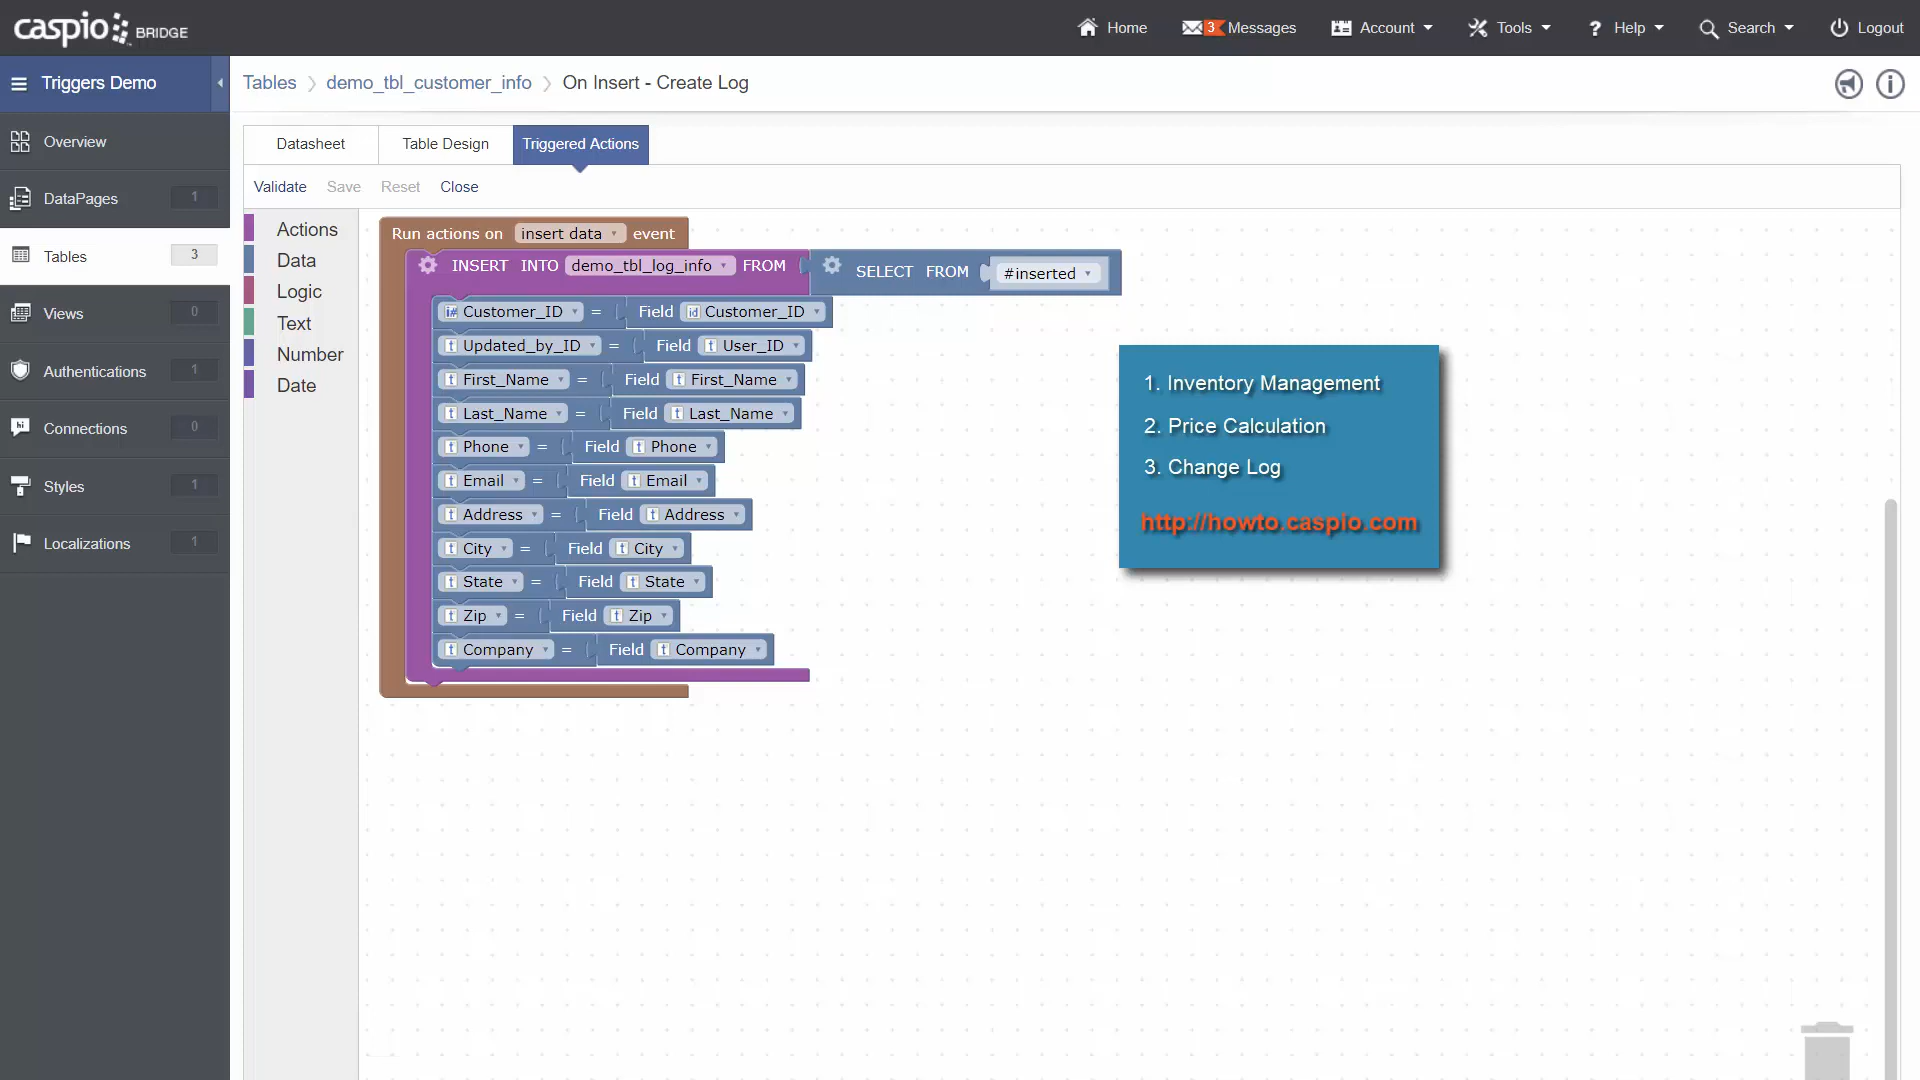 caspio BRIDGE
Home
3 Messages
Account
Tools
? Help
Search
Logout
Triggers Demo
Tables
demo_tbl_customer_info
On Insert - Create Log
Overview
DataPages 1
Tables 3
Views 0
Authentications 1
Connections 0
Styles 1
Localizations 1
Datasheet
Table Design
Triggered Actions
Validate
Save
Reset
Close
Actions
Data
Logic
Text
Number
Date
Run actions on insert data event
INSERT INTO demo_tbl_log_info FROM SELECT FROM #inserted
i# Customer_ID = Field id Customer_ID
t Updated_by_ID = Field t User_ID
t First_Name = Field t First_Name
t Last_Name = Field t Last_Name
t Phone = Field t Phone
t Email = Field t Email
t Address = Field t Address
t City = Field t City
t State = Field t State
t Zip = Field t Zip
t Company = Field t Company
1. Inventory Management
2. Price Calculation
3. Change Log
http://howto.caspio.com